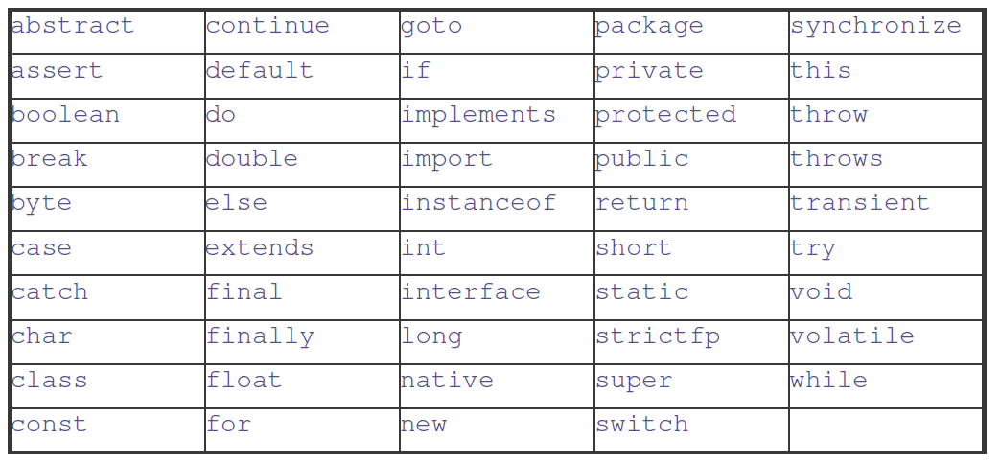 abstract continue goto package synchronize
assert default if private this
boolean do implements protected throw
break double import public throws
byte else instanceof return transient
case extends int short try
catch final interface static void
char finally long strictfp volatile
class float native super while
const for new switch